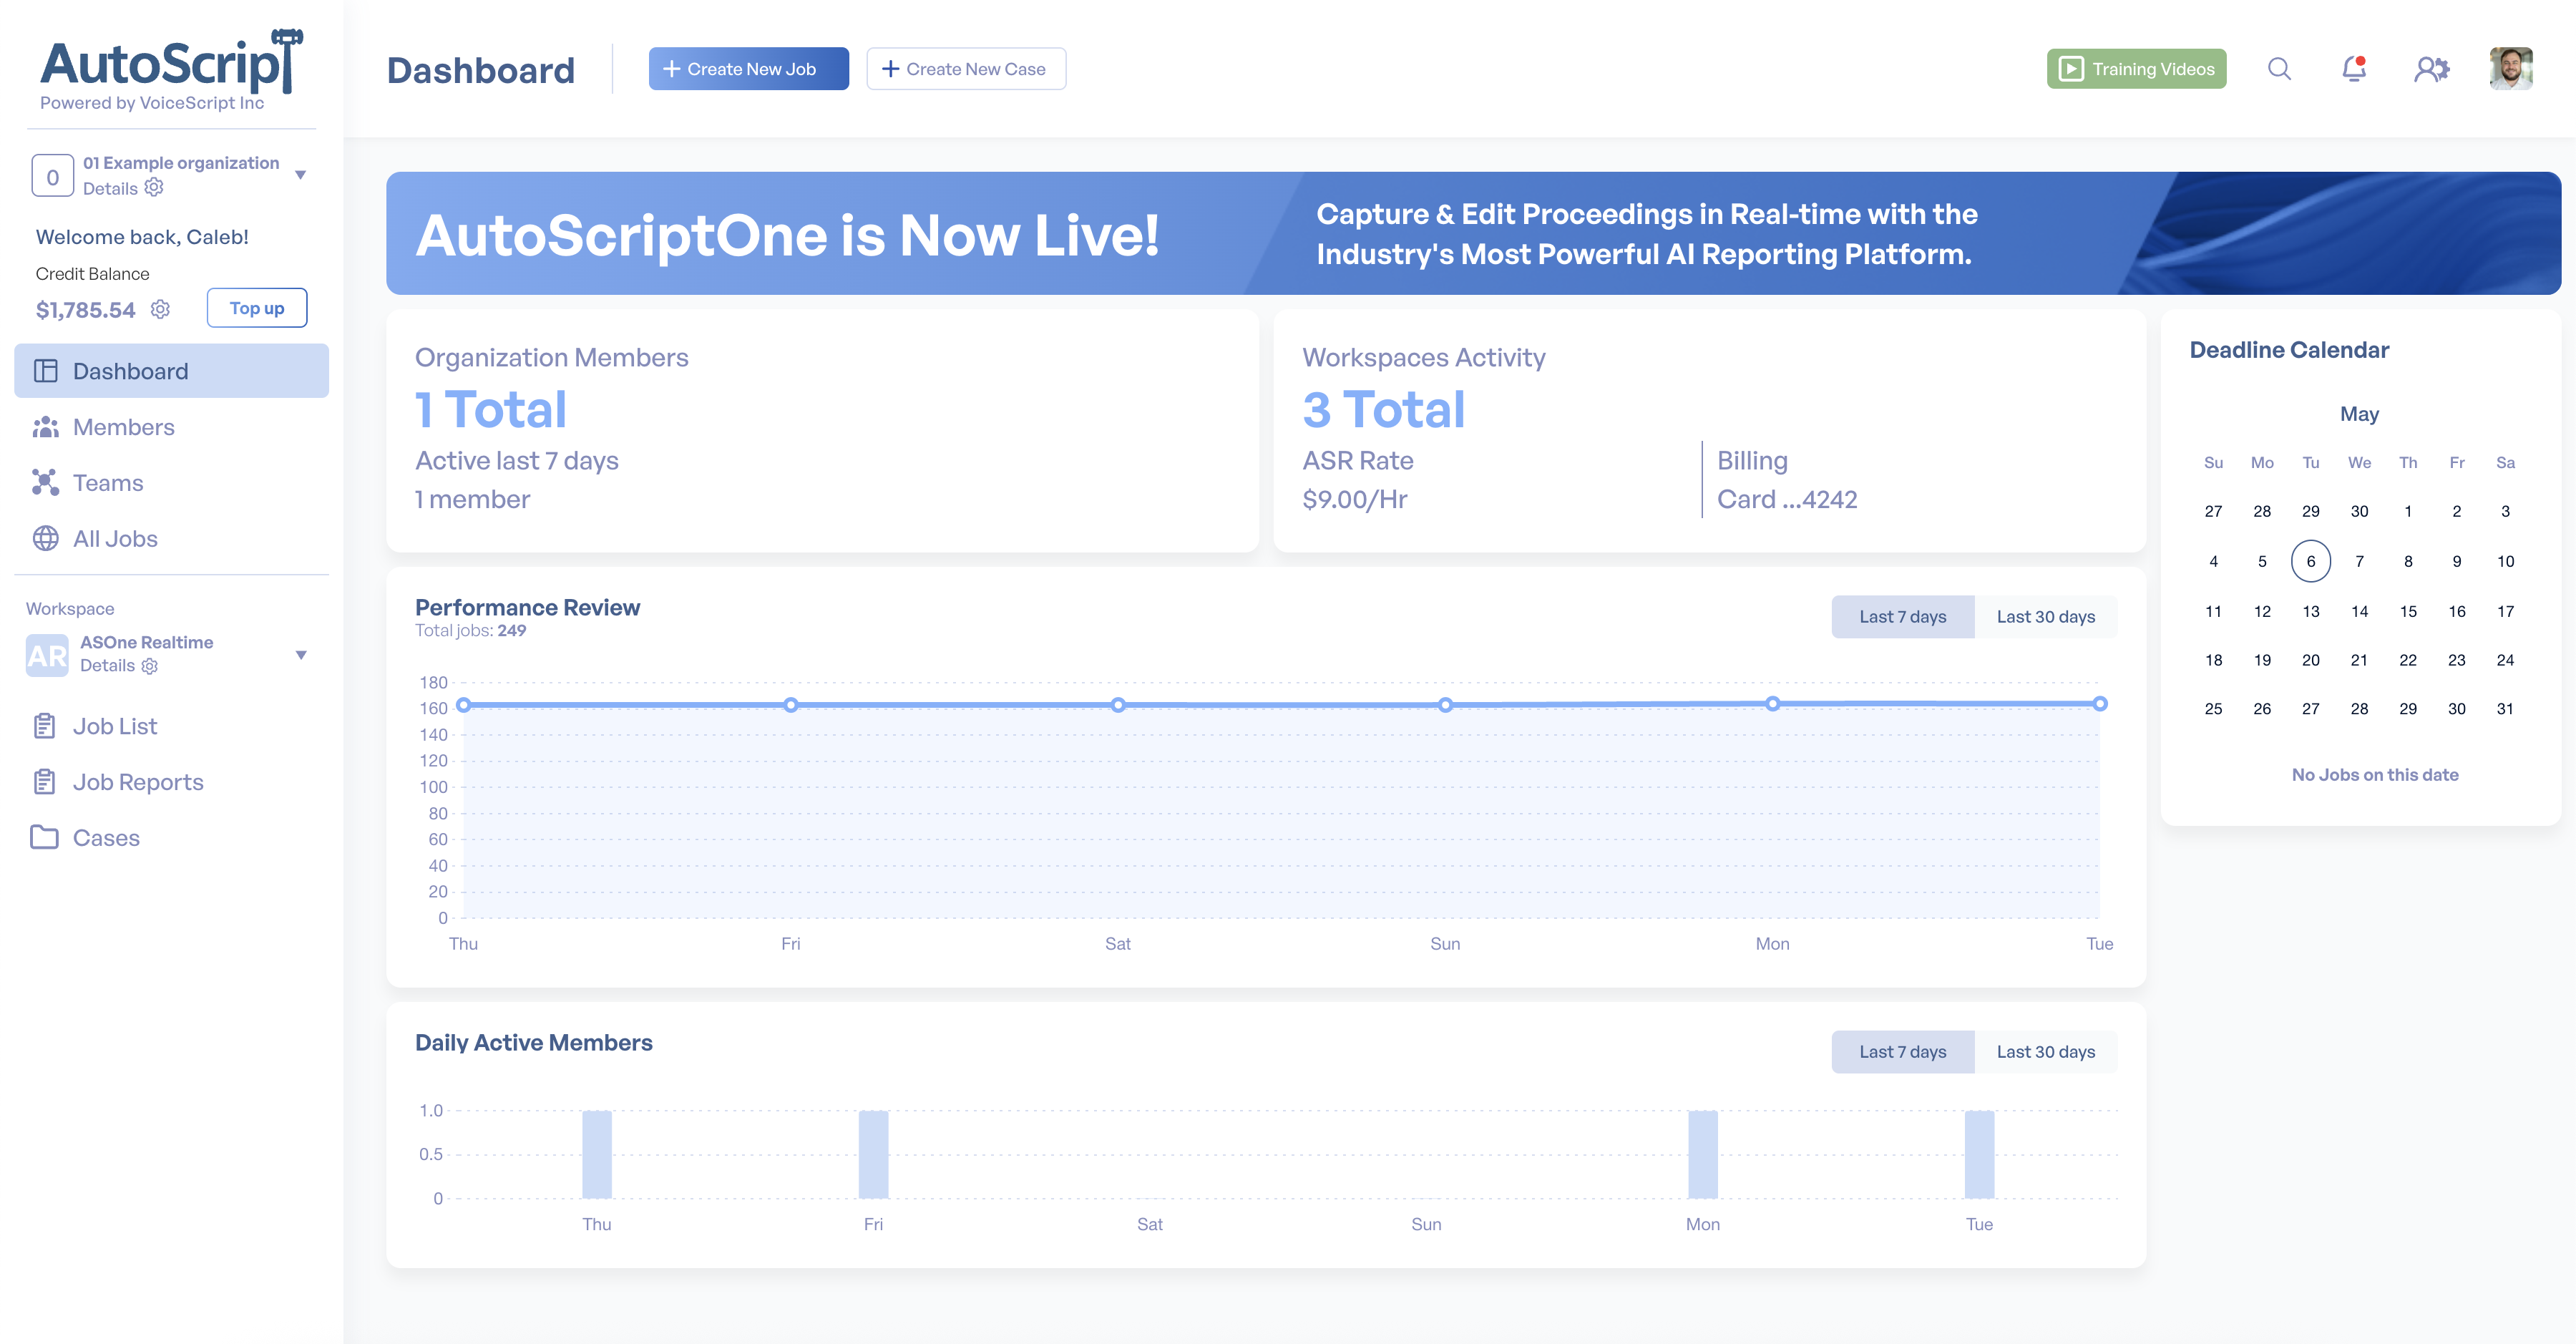 AutoScript
Powered by VoiceScript Inc
0
01 Example organization
Details
Welcome back, Caleb!
Credit Balance
$1,785.54
Top up
Dashboard
Members
Teams
All Jobs
Workspace
AR
ASOne Realtime
Details
Job List
Job Reports
Cases
Dashboard
+ Create New Job
+ Create New Case
Training Videos
AutoScriptOne is Now Live!
Capture & Edit Proceedings in Real-time with the
Industry's Most Powerful AI Reporting Platform.
Organization Members
1 Total
Active last 7 days
1 member
Workspaces Activity
3 Total
ASR Rate
$9.00/Hr
Billing
Card ...4242
Performance Review
Total jobs: 249
Last 7 days
Last 30 days
180
160
140
120
100
80
60
40
20
0
Thu Fri Sat Sun Mon Tue
Daily Active Members
Last 7 days
Last 30 days
1.0
0.5
0
Thu Fri Sat Sun Mon Tue
Deadline Calendar
May
Su Mo Tu We Th Fr Sa
27 28 29 30 1 2 3
4 5 6 7 8 9 10
11 12 13 14 15 16 17
18 19 20 21 22 23 24
25 26 27 28 29 30 31
No Jobs on this date